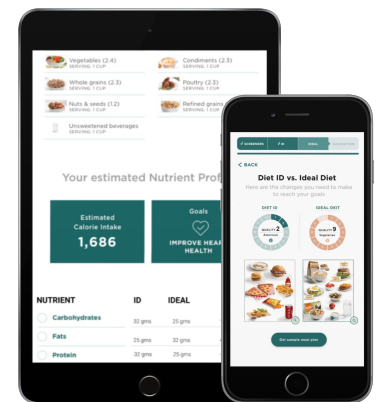 Vegetables (2.4)
SERVING: 1 CUP
Condiments (2.3)
SERVING: 1 CUP
Whole grains (2.3)
SERVING: 1 CUP
Poultry (2.3)
SERVING: 1 CUP
Nuts & seeds (1.2)
SERVING: 1 CUP
Refined grains
SERVING: 1 CUP
Unsweetened beverages
SERVING: 1 CUP
Your estimated Nutrient Prof
Estimated
Calorie Intake
1,686
Goals
IMPROVE HEAR
HEALTH
NUTRIENT ID IDEAL
Carbohydrates 32 gms 25 gms
Fats 25 gms 32 gms
Protein 32 gms 25 gms
SCREENERS ID IDEAL
< BACK
Diet ID vs. Ideal Diet
Here are the changes you need to make
to reach your goals
DIET ID IDEAL DEIT
QUALITY 2
American
QUALITY 9
Vegetarian
Get sample meal plan